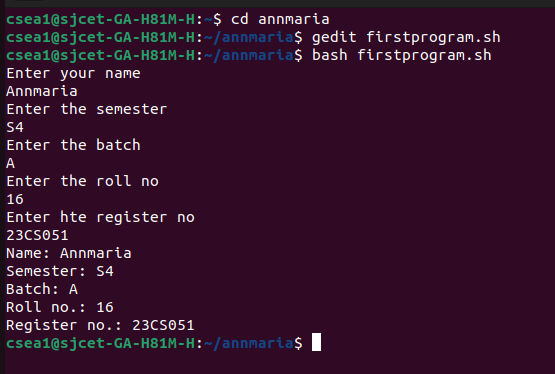 csea1@sjcet-GA-H81M-H:~$ cd annmaria
csea1@sjcet-GA-H81M-H:~/annmaria$ gedit firstprogram.sh
csea1@sjcet-GA-H81M-H:~/annmaria$ bash firstprogram.sh
Enter your name
Annmaria
Enter the semester
S4
Enter the batch
A
Enter the roll no
16
Enter hte register no
23CS051
Name: Annmaria
Semester: S4
Batch: A
Roll no.: 16
Register no.: 23CS051
csea1@sjcet-GA-H81M-H:~/annmaria$